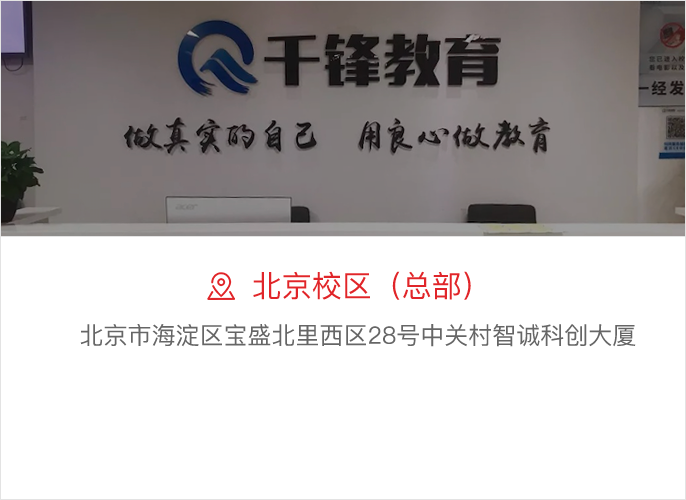 千锋教育
做真实的自己 用良心做教育
acer
一经发
北京校区（总部）
北京市海淀区宝盛北里西区28号中关村智诚科创大厦